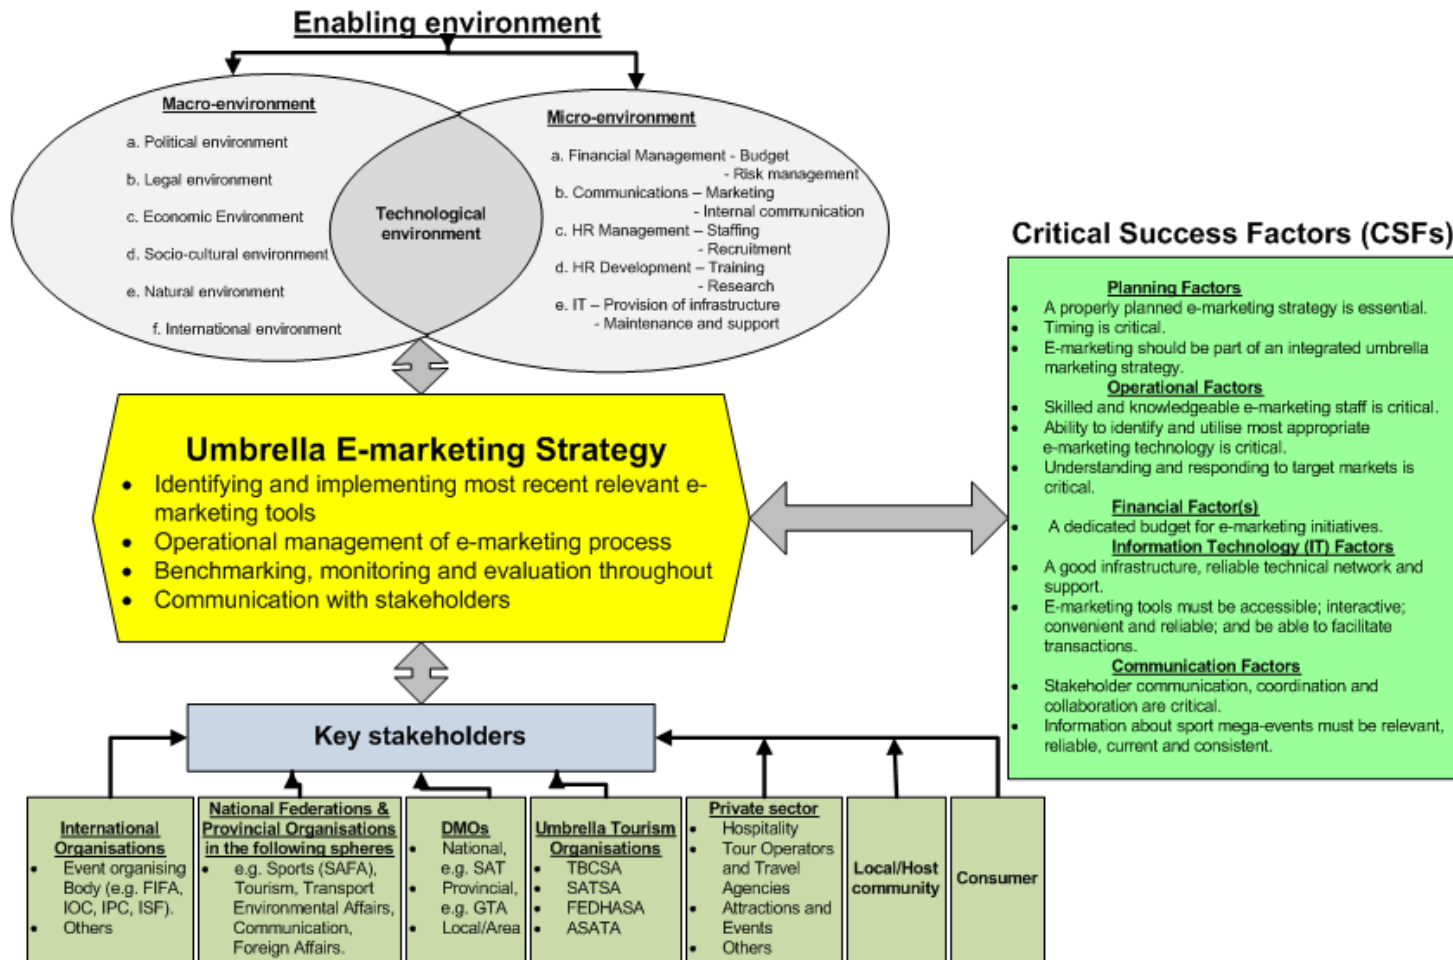 Enabling environment
Macro-environment
a. Political environment
b. Legal environment
c. Economic Environment
d. Socio-cultural environment
e. Natural environment
f. International environment
Technological
environment
Micro-environment
a. Financial Management - Budget
- Risk management
b. Communications – Marketing
- Internal communication
c. HR Management – Staffing
- Recruitment
d. HR Development – Training
- Research
e. IT – Provision of infrastructure
- Maintenance and support
Umbrella E-marketing Strategy
• Identifying and implementing most recent relevant e-
marketing tools
• Operational management of e-marketing process
• Benchmarking, monitoring and evaluation throughout
• Communication with stakeholders
Critical Success Factors (CSFs)
Planning Factors
• A properly planned e-marketing strategy is essential.
• Timing is critical.
• E-marketing should be part of an integrated umbrella
marketing strategy.
Operational Factors
• Skilled and knowledgeable e-marketing staff is critical.
• Ability to identify and utilise most appropriate
e-marketing technology is critical.
• Understanding and responding to target markets is
critical.
Financial Factor(s)
• A dedicated budget for e-marketing initiatives.
Information Technology (IT) Factors
• A good infrastructure, reliable technical network and
support.
• E-marketing tools must be accessible; interactive;
convenient and reliable; and be able to facilitate
transactions.
Communication Factors
• Stakeholder communication, coordination and
collaboration are critical.
• Information about sport mega-events must be relevant,
reliable, current and consistent.
Key stakeholders
International
Organisations
• Event organising
Body (e.g. FIFA,
IOC, IPC, ISF).
• Others
National Federations &
Provincial Organisations
in the following spheres
• e.g. Sports (SAFA),
Tourism, Transport
Environmental Affairs,
Communication,
Foreign Affairs.
DMOs
• National,
e.g. SAT
• Provincial,
e.g. GTA
• Local/Area
Umbrella Tourism
Organisations
• TBCSA
• SATSA
• FEDHASA
• ASATA
Private sector
• Hospitality
• Tour Operators
and Travel
Agencies
• Attractions and
Events
• Others
Local/Host
community
Consumer